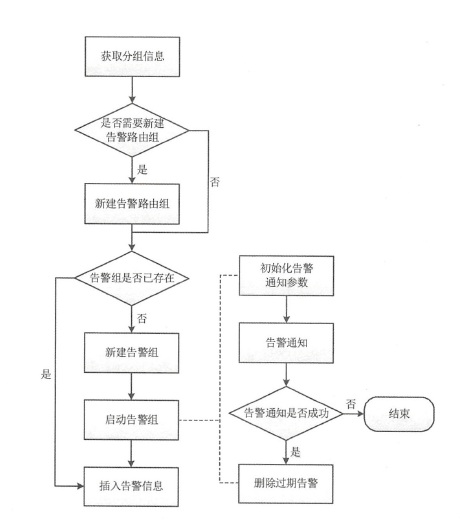 获取分组信息
是否需要新建
告警路由组
是
否
新建告警路由组
告警组是否已存在
否
是
新建告警组
启动告警组
插入告警信息
初始化告警
通知参数
告警通知
告警通知是否成功
否
结束
是
删除过期告警